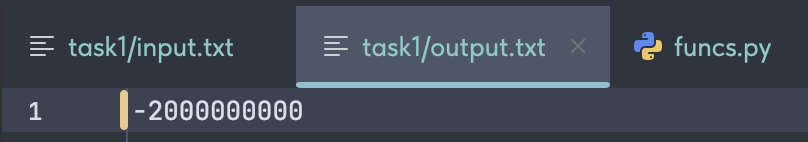 task1/input.txt task1/output.txt × funcs.py
1 -2000000000